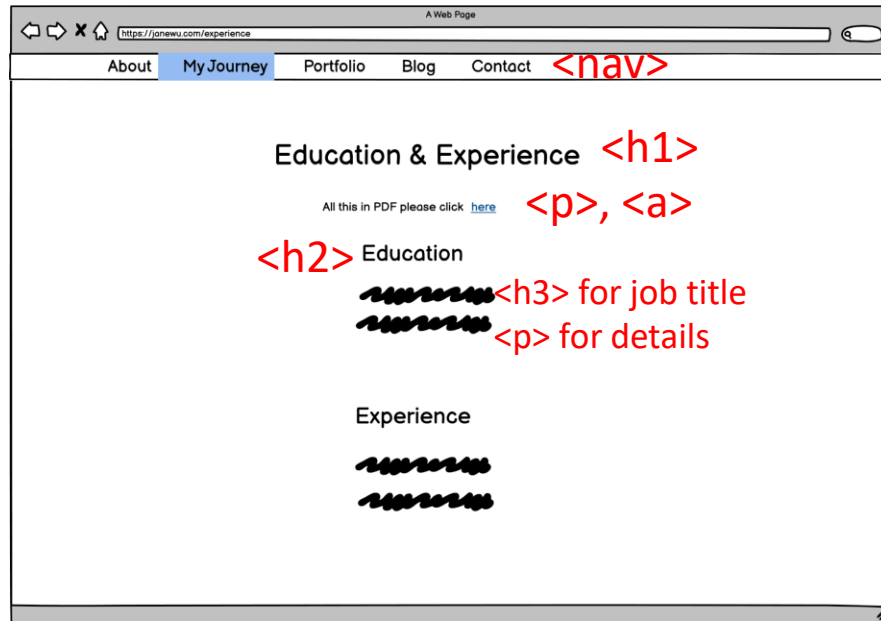 A Web Page
https://janewu.com/experience
About My Journey Portfolio Blog Contact <nav>
Education & Experience <h1>
All this in PDF please click here <p>, <a>
<h2> Education
<h3> for job title
<p> for details
Experience